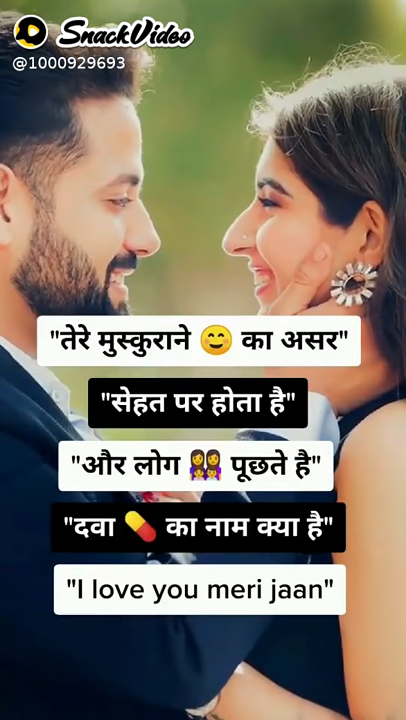 SnackVideo
@1000929693
"तेरे मुस्कुराने 😊 का असर"
"सेहत पर होता है"
"और लोग 👩‍👩‍👧‍👦 पूछते है"
"दवा 💊 का नाम क्या है"
"I love you meri jaan"